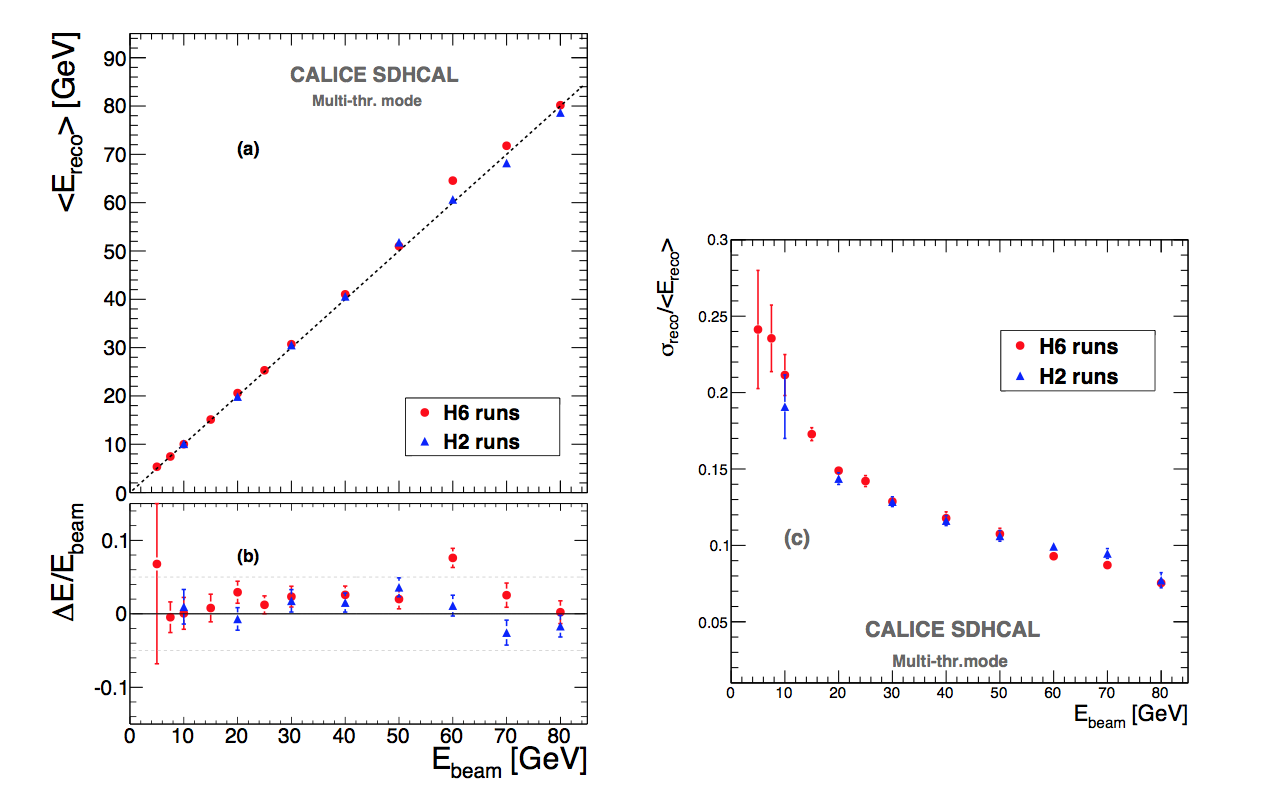 <E_reco> [GeV]
90
80
70
60
50
40
30
20
10
0
CALICE SDHCAL
Multi-thr. mode
(a)
H6 runs
H2 runs
ΔE/E_beam
0.1
0
-0.1
(b)
0 10 20 30 40 50 60 70 80
E_beam [GeV]
σ_reco/<E_reco>
0.3
0.25
0.2
0.15
0.1
0.05
H6 runs
H2 runs
(c)
CALICE SDHCAL
Multi-thr.mode
0 10 20 30 40 50 60 70 80
E_beam [GeV]